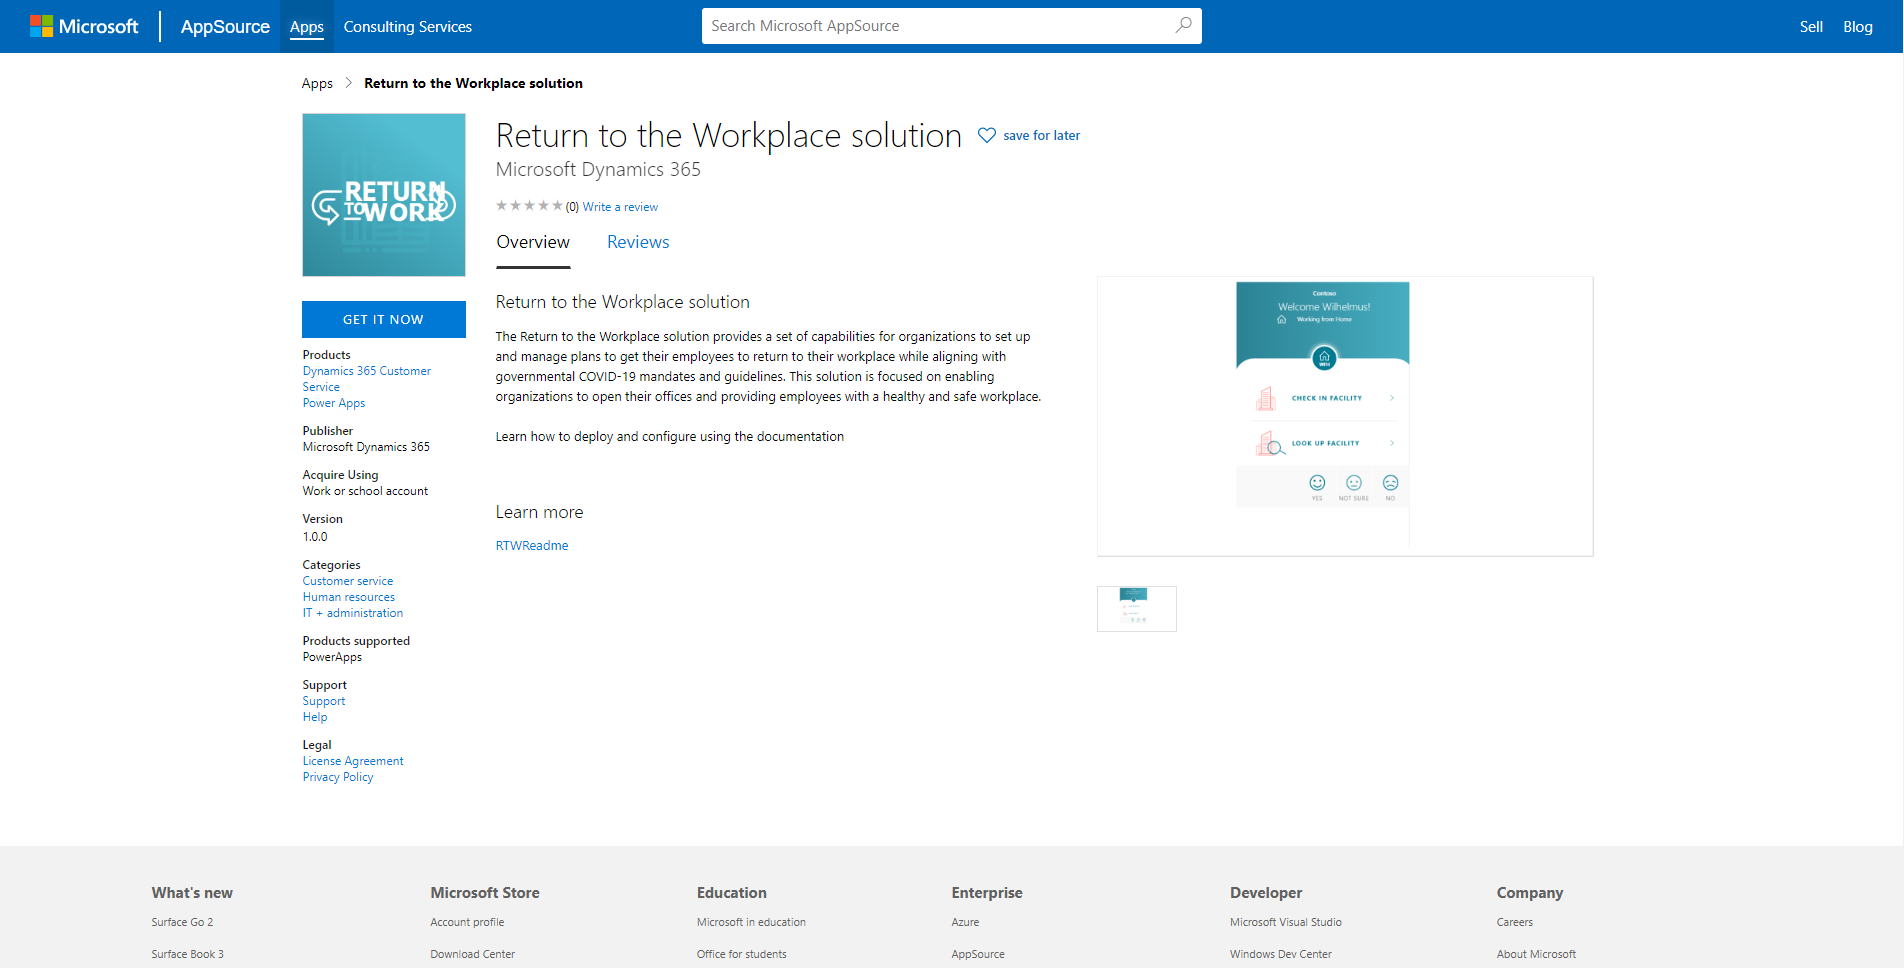 Microsoft
AppSource
Apps
Consulting Services
Search Microsoft AppSource
Sell
Blog
Apps
Return to the Workplace solution
RETURN
TO WORK
Return to the Workplace solution
save for later
Microsoft Dynamics 365
(0) Write a review
Overview
Reviews
GET IT NOW
Products
Dynamics 365 Customer
Service
Power Apps
Publisher
Microsoft Dynamics 365
Acquire Using
Work or school account
Version
1.0.0
Categories
Customer service
Human resources
IT + administration
Products supported
PowerApps
Support
Support
Help
Legal
License Agreement
Privacy Policy
Return to the Workplace solution
The Return to the Workplace solution provides a set of capabilities for organizations to set up
and manage plans to get their employees to return to their workplace while aligning with
governmental COVID-19 mandates and guidelines. This solution is focused on enabling
organizations to open their offices and providing employees with a healthy and safe workplace.
Learn how to deploy and configure using the documentation
Learn more
RTWReadme
Contoso
Welcome Wilhelmus!
Working from Home
WFH
CHECK IN FACILITY
LOOK UP FACILITY
YES
NOT SURE
NO
What's new
Surface Go 2
Surface Book 3
Microsoft Store
Account profile
Download Center
Education
Microsoft in education
Office for students
Enterprise
Azure
AppSource
Developer
Microsoft Visual Studio
Windows Dev Center
Company
Careers
About Microsoft